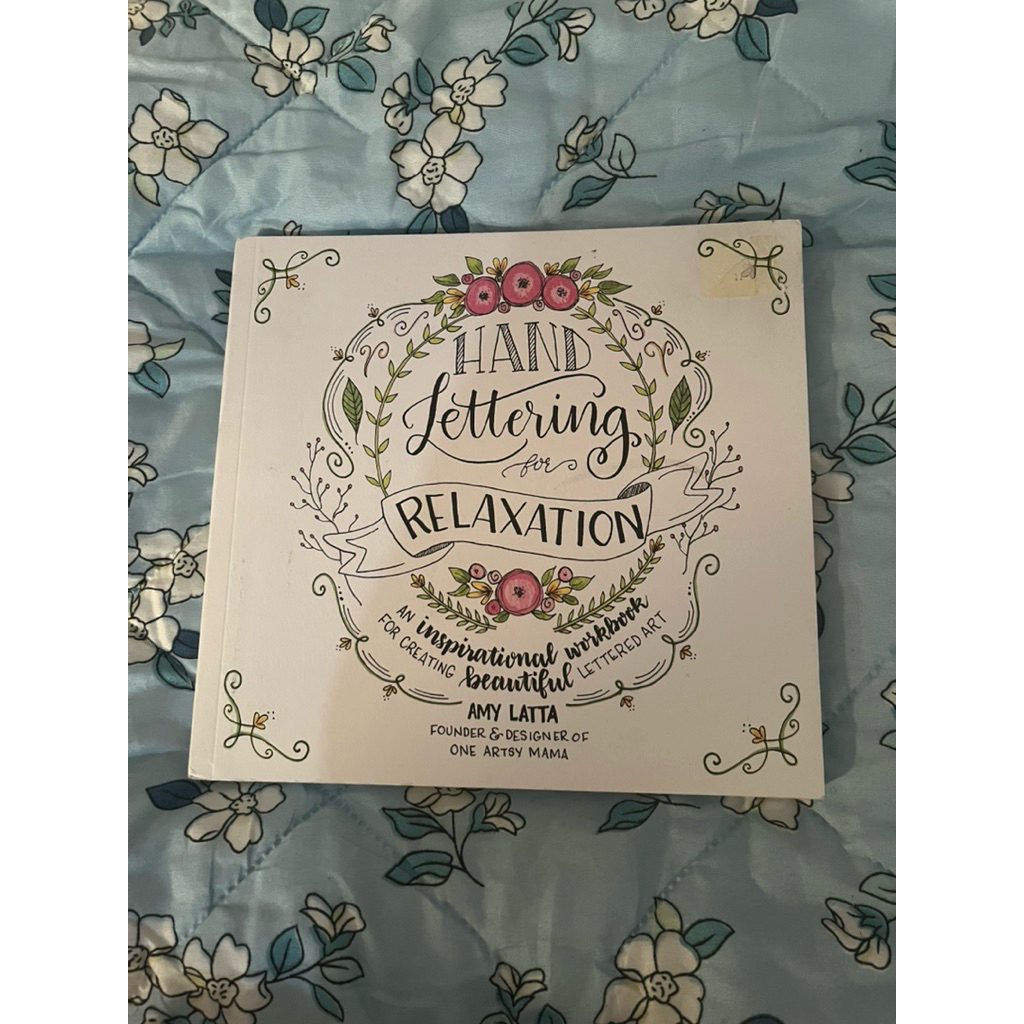 HAND
Lettering
for
RELAXATION
AN inspirational workbook
FOR CREATING beautiful LETTERED ART
AMY LATTA
FOUNDER & DESIGNER OF
ONE ARTSY MAMA